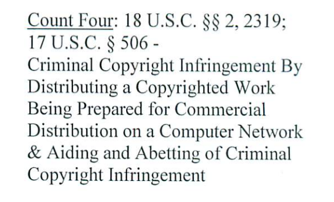 Count Four: 18 U.S.C. §§ 2, 2319;
17 U.S.C. § 506 -
Criminal Copyright Infringement By
Distributing a Copyrighted Work
Being Prepared for Commercial
Distribution on a Computer Network
& Aiding and Abetting of Criminal
Copyright Infringement